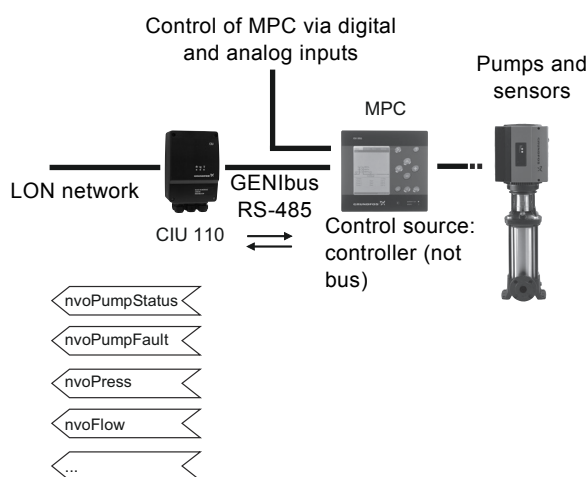 Control of MPC via digital
and analog inputs
Pumps and
sensors
MPC
LON network
GENIbus
RS-485
CIU 110
Control source:
controller (not
bus)
nvoPumpStatus
nvoPumpFault
nvoPress
nvoFlow
...